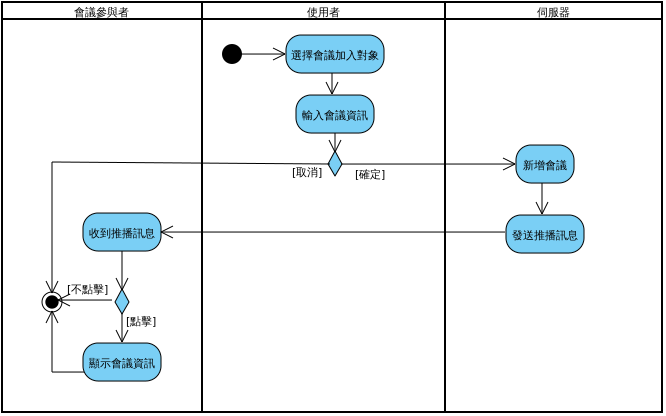 會議參與者
使用者
伺服器
選擇會議加入對象
輸入會議資訊
[取消]
[確定]
新增會議
收到推播訊息
發送推播訊息
[不點擊]
[點擊]
顯示會議資訊